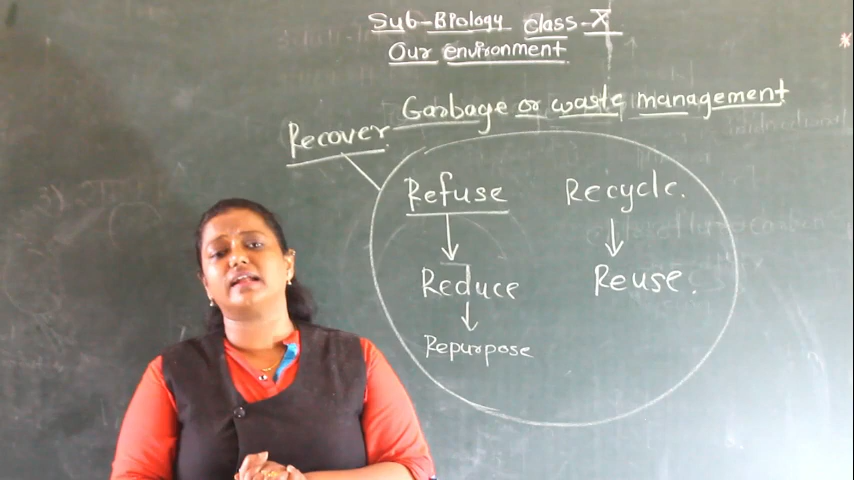 Sub-Biology class-X
Our environment
Garbage or waste management
Recover
Refuse Recycle.
Reduce Reuse.
Repurpose